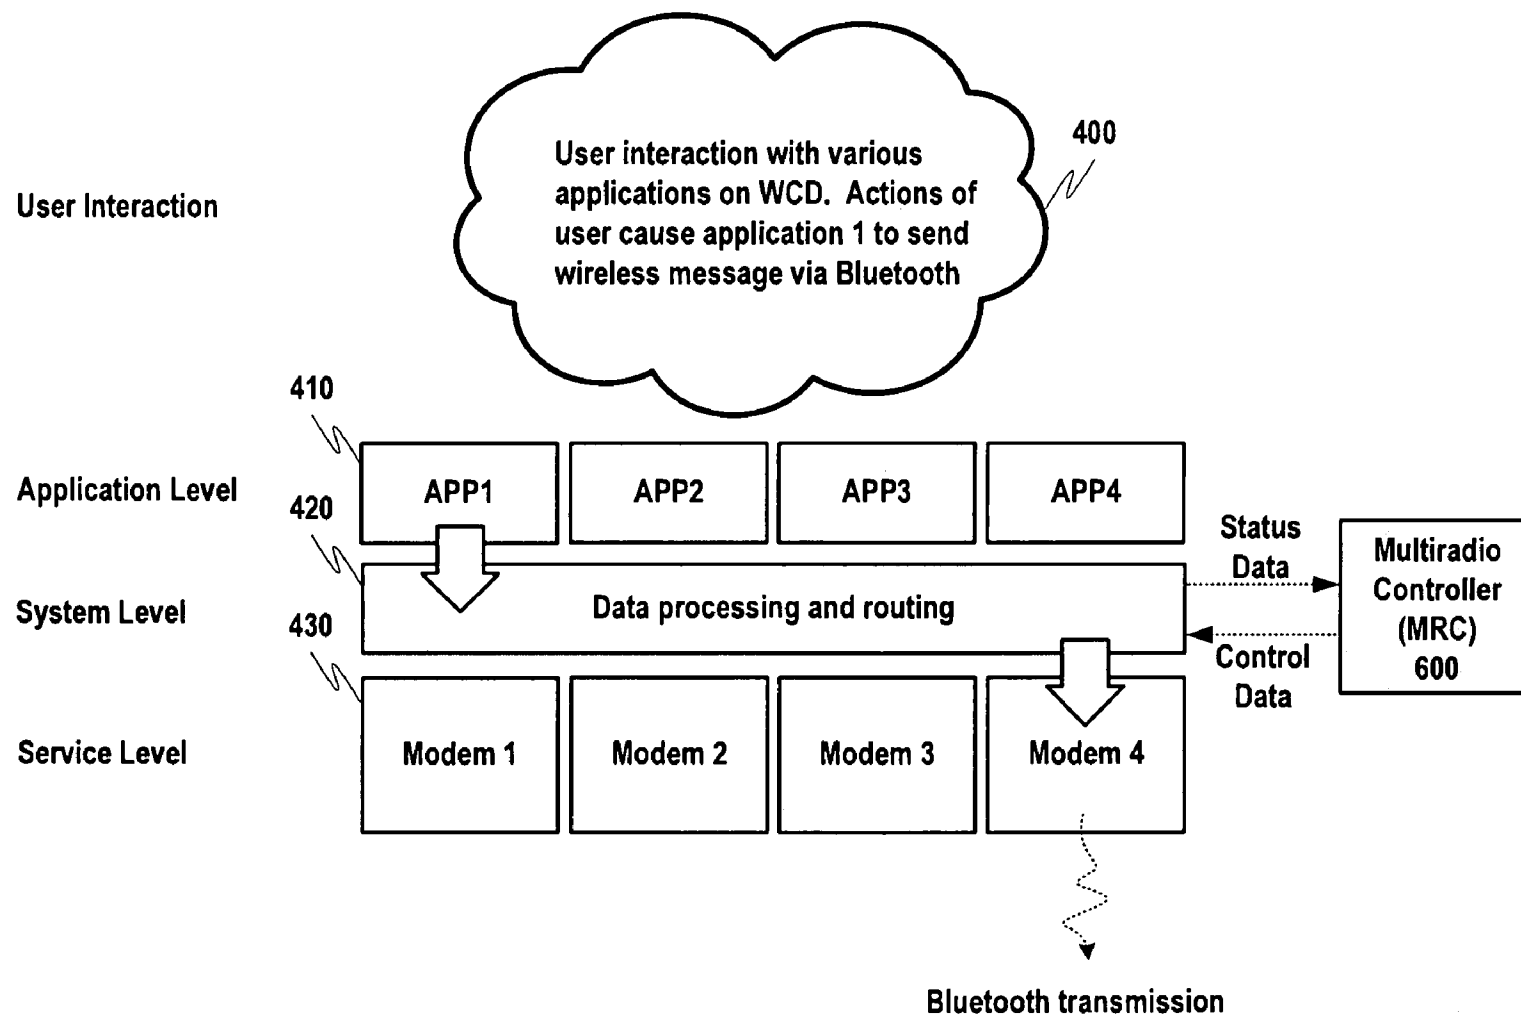 User interaction with various
applications on WCD. Actions of
user cause application 1 to send
wireless message via Bluetooth
400
User Interaction
410
Application Level
APP1
APP2
APP3
APP4
420
Status
Data
Multiradio
Controller
(MRC)
600
System Level
Data processing and routing
430
Control
Data
Service Level
Modem 1
Modem 2
Modem 3
Modem 4
Bluetooth transmission